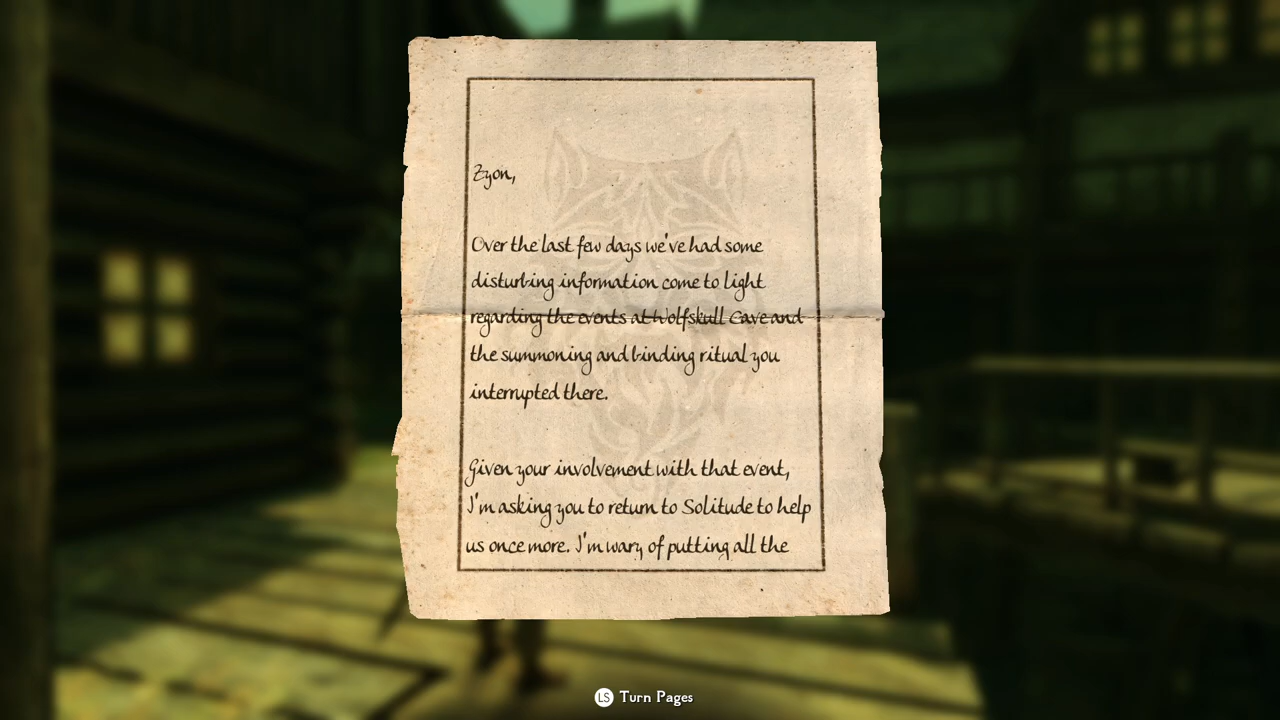 Zyon,
Over the last few days we've had some
disturbing information come to light
regarding the events at Wolfskull Cave and
the summoning and binding ritual you
interrupted there.
Given your involvement with that event,
I'm asking you to return to Solitude to help
us once more. I'm wary of putting all the
LS Turn Pages